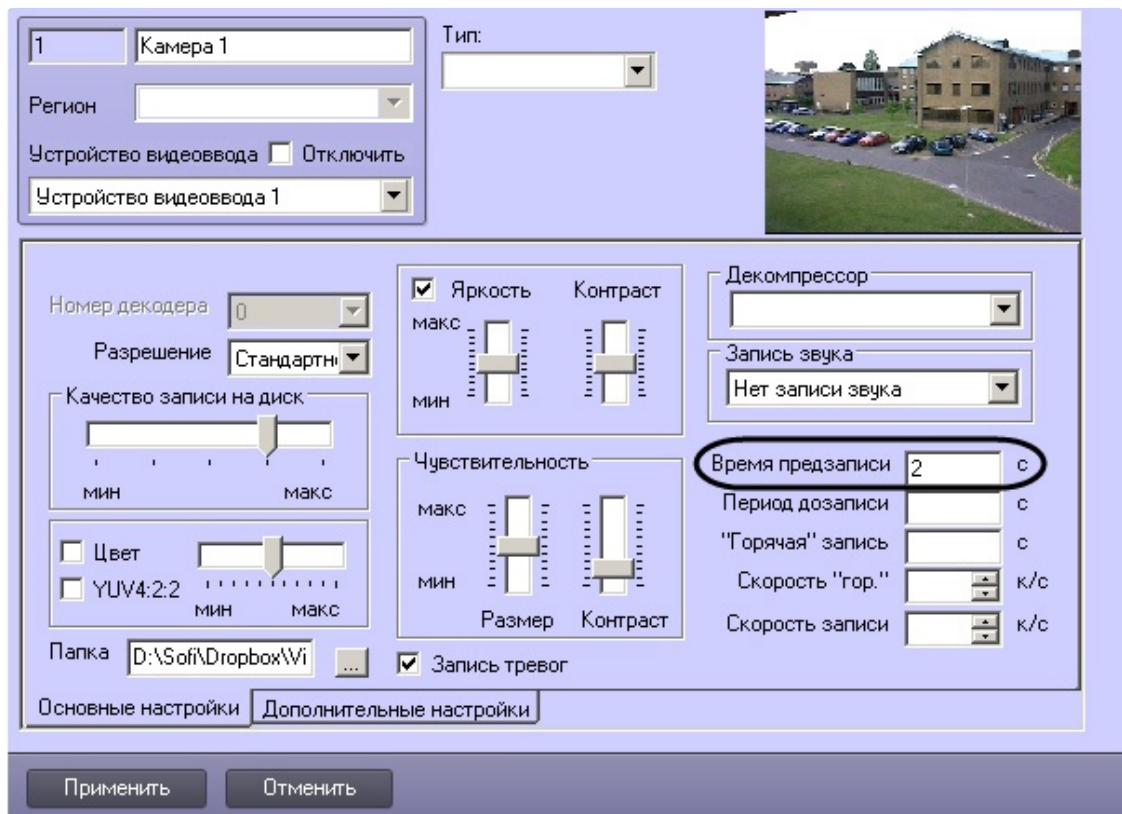 1
Камера 1
Тип:
Регион
Устройство видеоввода
Отключить
Устройство видеоввода 1
Номер декодера
0
Разрешение
Стандартн
Качество записи на диск
мин
макс
Цвет
YUV4:2:2
мин
макс
Папка
D:\Sofi\Dropbox\Vi
...
Яркость
Контраст
макс
мин
Чувствительность
макс
мин
Размер
Контраст
Запись тревог
Декомпрессор
Запись звука
Нет записи звука
Время предзаписи 2 с
Период дозаписи с
"Горячая" запись с
Скорость "гор." к/с
Скорость записи к/с
Основные настройки
Дополнительные настройки
Применить
Отменить